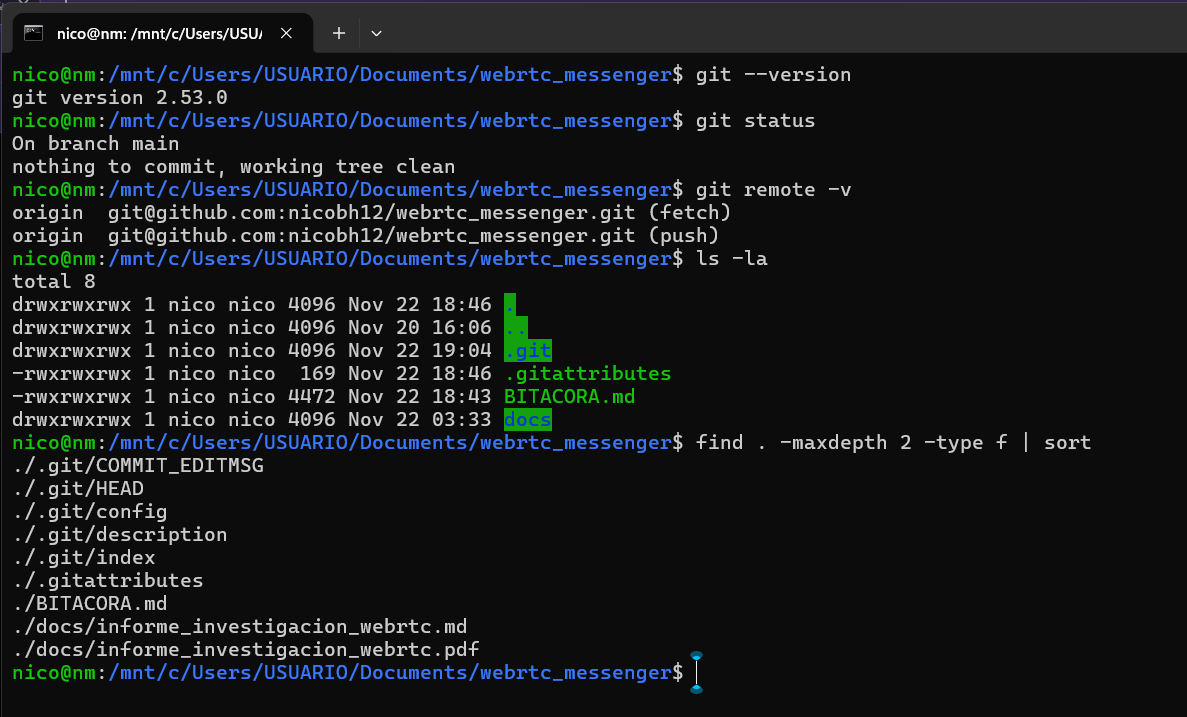 nico@nm: /mnt/c/Users/USU
nico@nm:/mnt/c/Users/USUARIO/Documents/webrtc_messenger$ git --version
git version 2.53.0
nico@nm:/mnt/c/Users/USUARIO/Documents/webrtc_messenger$ git status
On branch main
nothing to commit, working tree clean
nico@nm:/mnt/c/Users/USUARIO/Documents/webrtc_messenger$ git remote -v
origin  git@github.com:nicobh12/webrtc_messenger.git (fetch)
origin  git@github.com:nicobh12/webrtc_messenger.git (push)
nico@nm:/mnt/c/Users/USUARIO/Documents/webrtc_messenger$ ls -la
total 8
drwxrwxrwx 1 nico nico 4096 Nov 22 18:46 .
drwxrwxrwx 1 nico nico 4096 Nov 20 16:06 ..
drwxrwxrwx 1 nico nico 4096 Nov 22 19:04 .git
-rwxrwxrwx 1 nico nico  169 Nov 22 18:46 .gitattributes
-rwxrwxrwx 1 nico nico 4472 Nov 22 18:43 BITACORA.md
drwxrwxrwx 1 nico nico 4096 Nov 22 03:33 docs
nico@nm:/mnt/c/Users/USUARIO/Documents/webrtc_messenger$ find . -maxdepth 2 -type f | sort
./.git/COMMIT_EDITMSG
./.git/HEAD
./.git/config
./.git/description
./.git/index
./.gitattributes
./BITACORA.md
./docs/informe_investigacion_webrtc.md
./docs/informe_investigacion_webrtc.pdf
nico@nm:/mnt/c/Users/USUARIO/Documents/webrtc_messenger$